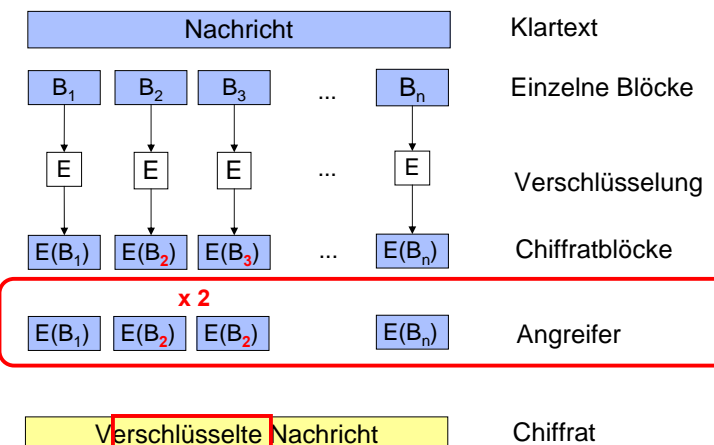 Nachricht Klartext
B₁ B₂ B₃ ... Bₙ Einzelne Blöcke
E E E ... E Verschlüsselung
E(B₁) E(B₂) E(B₃) ... E(Bₙ) Chiffratblöcke
x 2
E(B₁) E(B₂) E(B₂) E(Bₙ) Angreifer
Verschlüsselte Nachricht Chiffrat